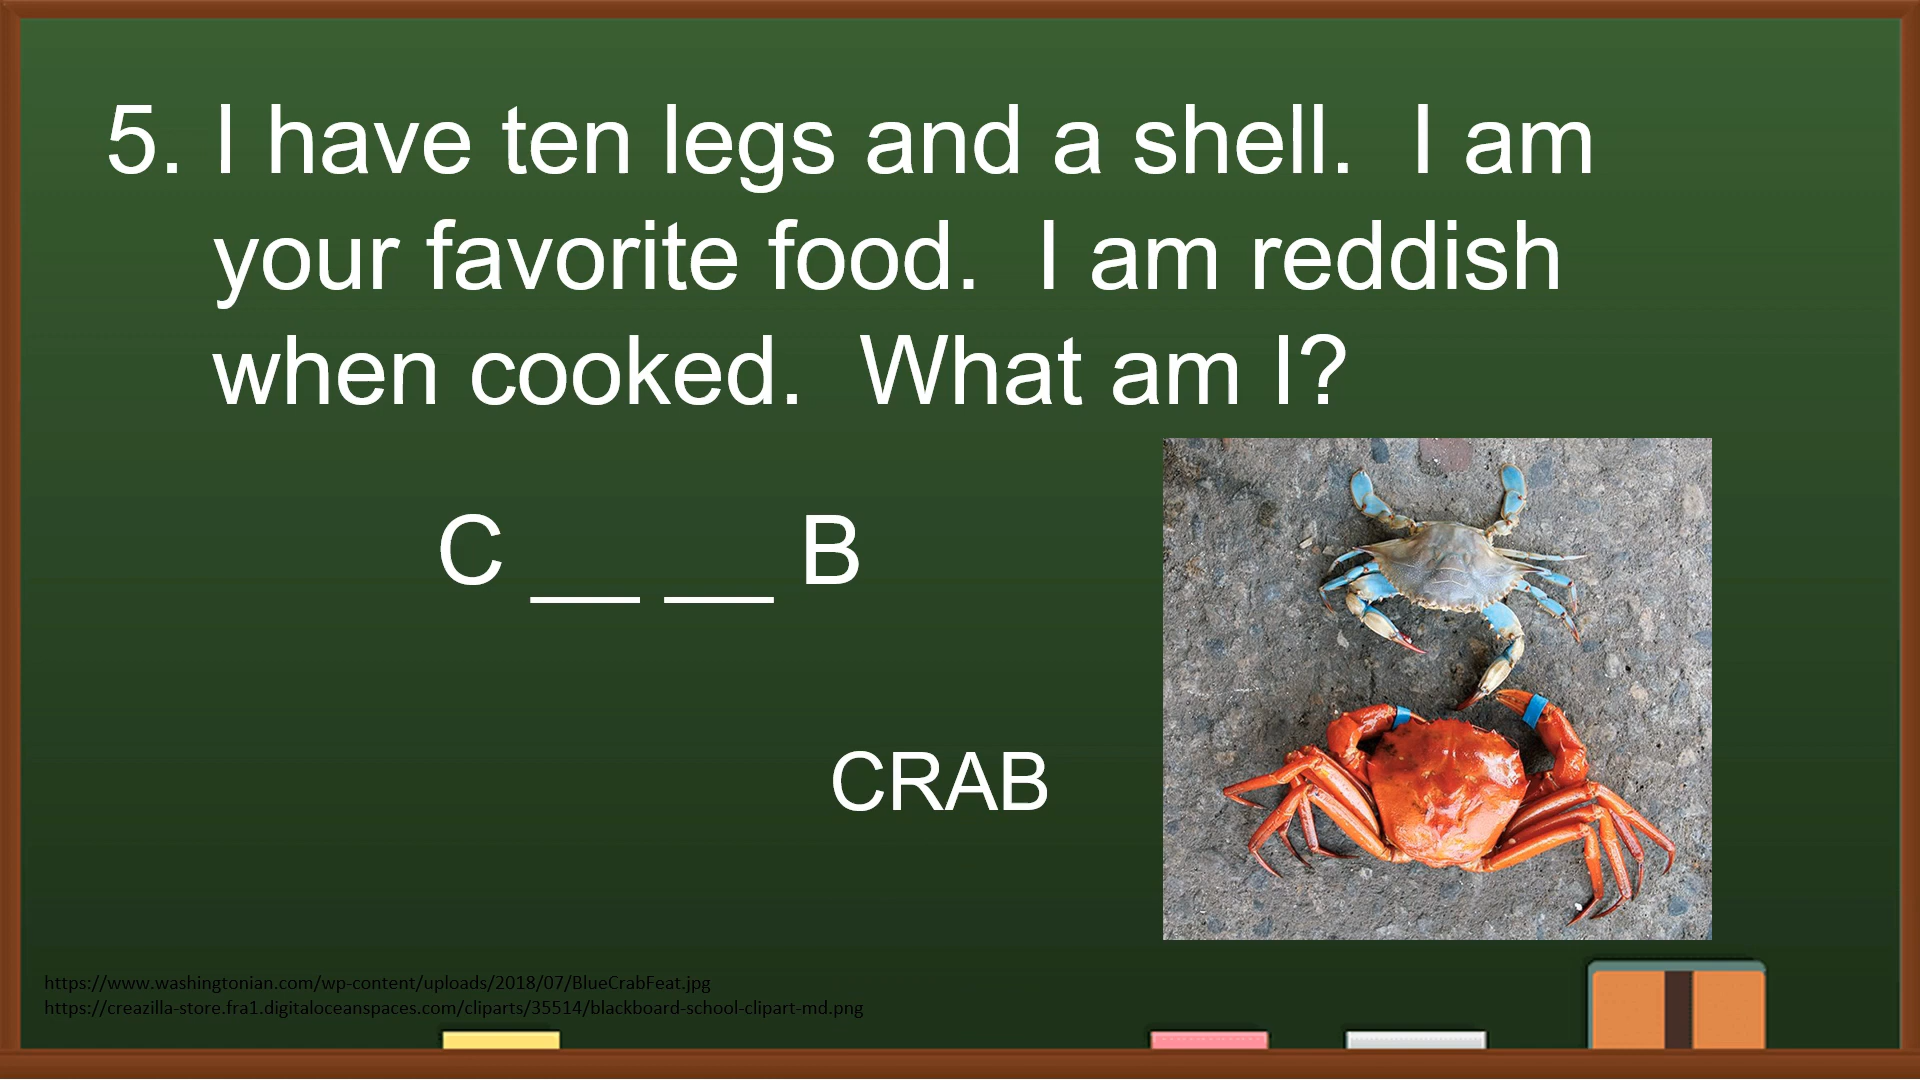 5. I have ten legs and a shell.  I am
your favorite food.  I am reddish
when cooked.  What am I?
C __ __ B
CRAB
https://www.washingtonian.com/wp-content/uploads/2018/07/BlueCrabFeat.jpg
https://creazilla-store.fra1.digitaloceanspaces.com/cliparts/35514/blackboard-school-clipart-md.png